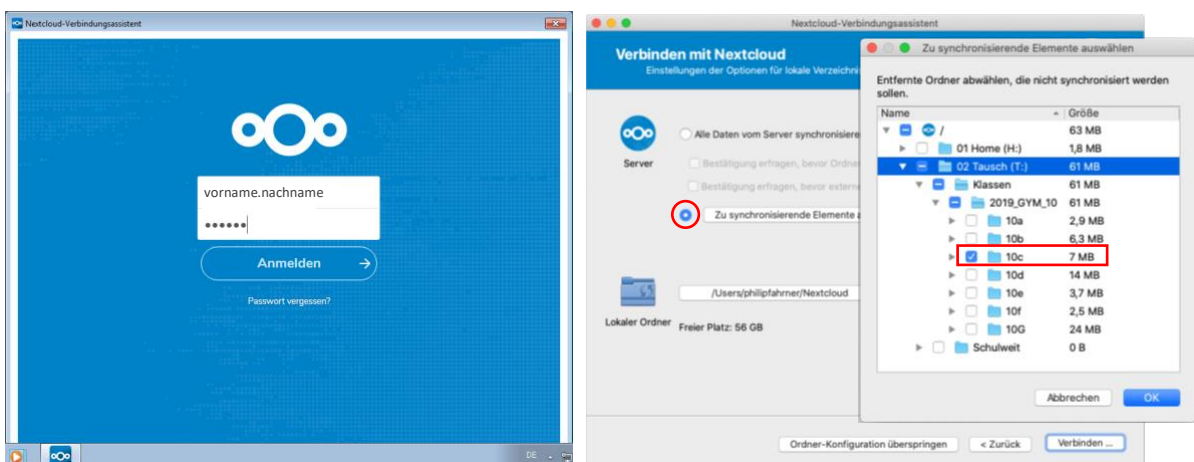 Nextcloud-Verbindungsassistent
vorname.nachname
••••••
Anmelden
Passwort vergessen?
DE
Nextcloud-Verbindungsassistent
Verbinden mit Nextcloud
Einstellungen der Optionen für lokale
Server
Alle Daten vom Server
Bestätigung erfragen, bevor
Bestätigung erfragen, bevor
Zu synchronisierende Elemente
Lokaler Ordner
/Users/philipfahrner/Nextcloud
Freier Platz: 56 GB
Ordner-Konfiguration überspringen
< Zurück
Verbinden ...
Zu synchronisierende Elemente auswählen
Entfernte Ordner abwählen, die nicht synchronisiert werden
sollen.
Name Größe
/ 63 MB
01 Home (H:) 1,8 MB
02 Tausch (T:) 61 MB
Klassen 61 MB
2019_GYM_10 61 MB
10a 2,9 MB
10b 6,3 MB
10c 7 MB
10d 14 MB
10e 3,7 MB
10f 2,5 MB
10G 24 MB
Schulweit 0 B
Abbrechen
OK